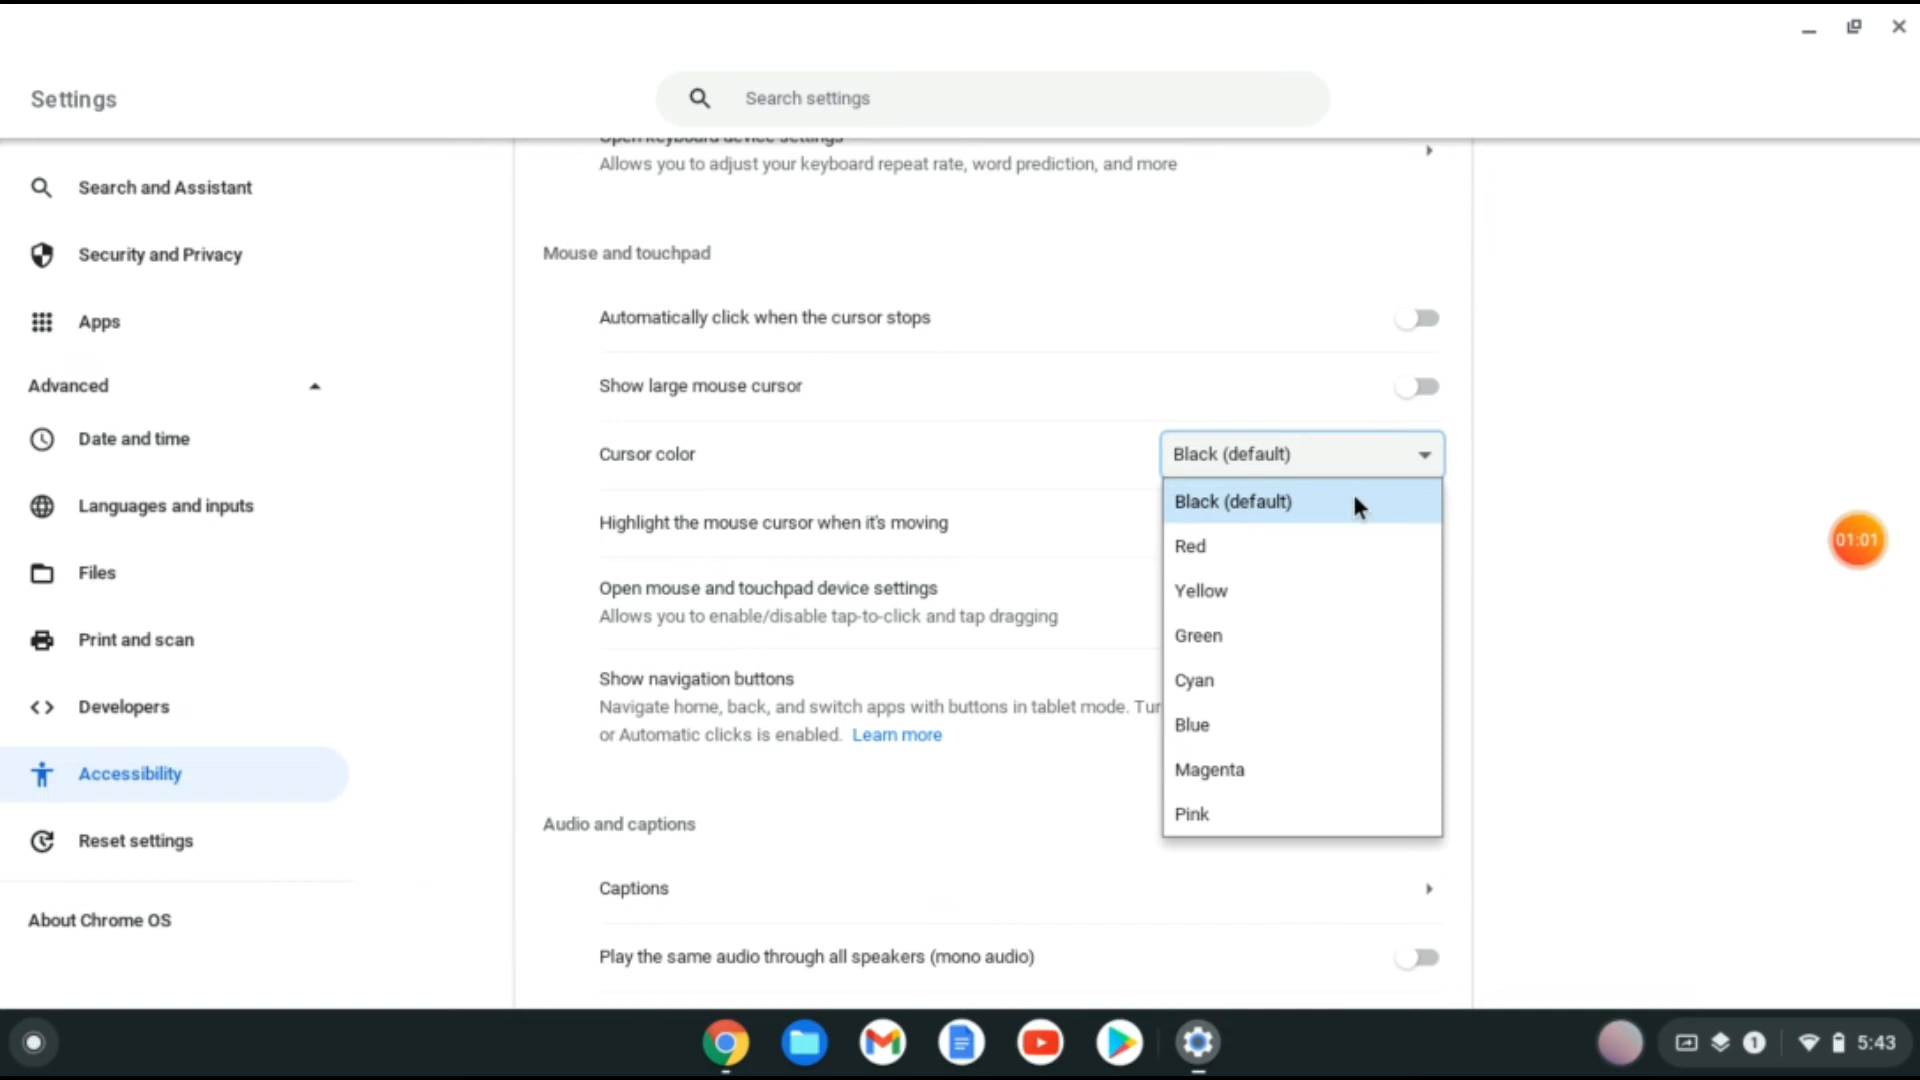 Settings
Search settings
Search and Assistant
Security and Privacy
Apps
Advanced
Date and time
Languages and inputs
Files
Print and scan
Developers
Accessibility
Reset settings
About Chrome OS
Open keyboard device settings
Allows you to adjust your keyboard repeat rate, word prediction, and more
Mouse and touchpad
Automatically click when the cursor stops
Show large mouse cursor
Cursor color
Black (default)
Black (default)
Red
Yellow
Green
Cyan
Blue
Magenta
Pink
Highlight the mouse cursor when it's moving
Open mouse and touchpad device settings
Allows you to enable/disable tap-to-click and tap dragging
Show navigation buttons
Navigate home, back, and switch apps with buttons in tablet mode. Tur
or Automatic clicks is enabled. Learn more
Audio and captions
Captions
Play the same audio through all speakers (mono audio)
01:01
1
5:43